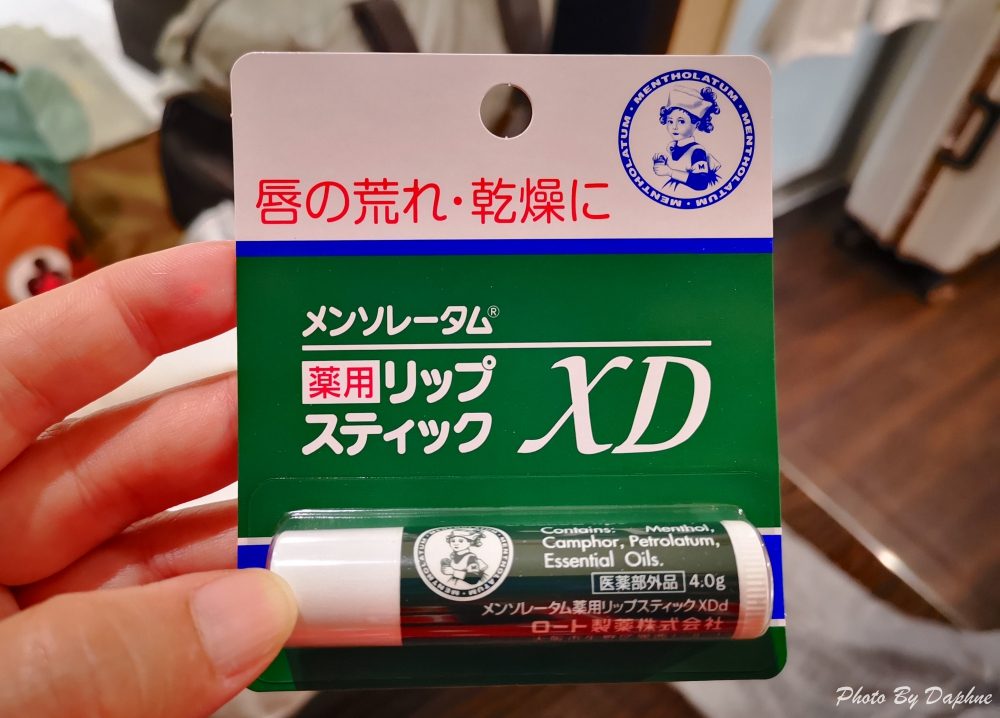 MENTHOLATUM · MENTHOLATUM · MENTHOLATUM ·
唇の荒れ・乾燥に
メンソレータム®
薬用リップ
スティック XD
MENTHOLATUM
Contains: Menthol,
Camphor, Petrolatum,
Essential Oils.
医薬部外品 4.0g
メンソレータム薬用リップスティックXDd
ロート製薬株式会社
Photo By Daphne